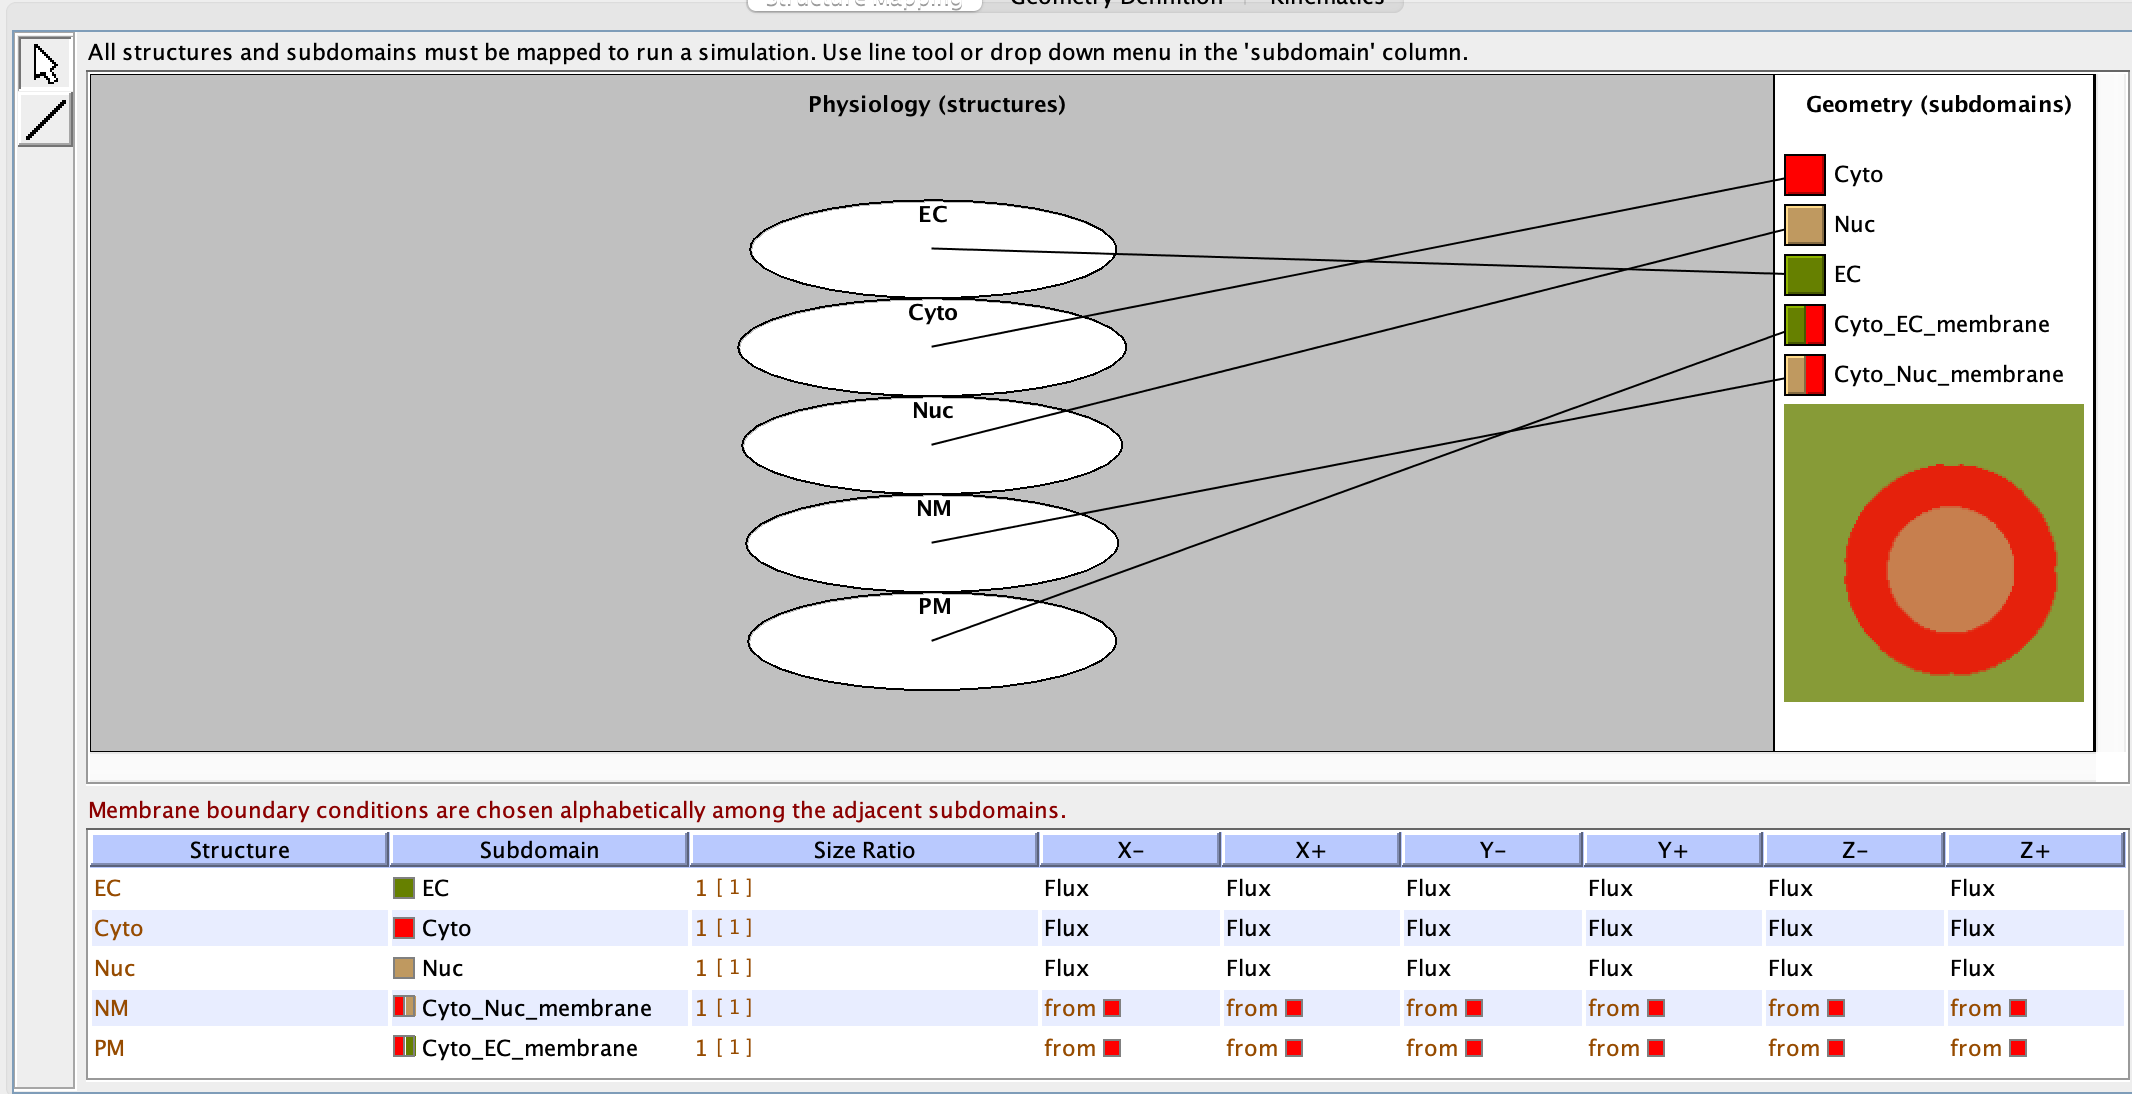 Structure Mapping Geometry Definition Kinematics
All structures and subdomains must be mapped to run a simulation. Use line tool or drop down menu in the 'subdomain' column.
Physiology (structures)
Geometry (subdomains)
EC
Cyto
Nuc
NM
PM
Cyto
Nuc
EC
Cyto_EC_membrane
Cyto_Nuc_membrane
Membrane boundary conditions are chosen alphabetically among the adjacent subdomains.
Structure Subdomain Size Ratio X- X+ Y- Y+ Z- Z+
EC EC 1 [ 1 ] Flux Flux Flux Flux Flux Flux
Cyto Cyto 1 [ 1 ] Flux Flux Flux Flux Flux Flux
Nuc Nuc 1 [ 1 ] Flux Flux Flux Flux Flux Flux
NM Cyto_Nuc_membrane 1 [ 1 ] from from from from from from
PM Cyto_EC_membrane 1 [ 1 ] from from from from from from